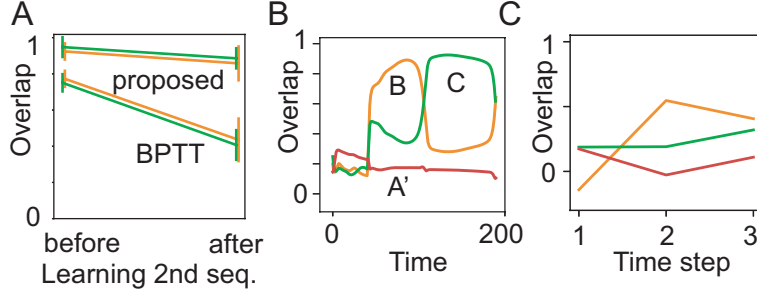 A
Overlap
1
0
proposed
BPTT
before
after
Learning 2nd seq.
B
Overlap
1
0
B
C
A'
0
200
Time
C
Overlap
1
0
1
2
3
Time step